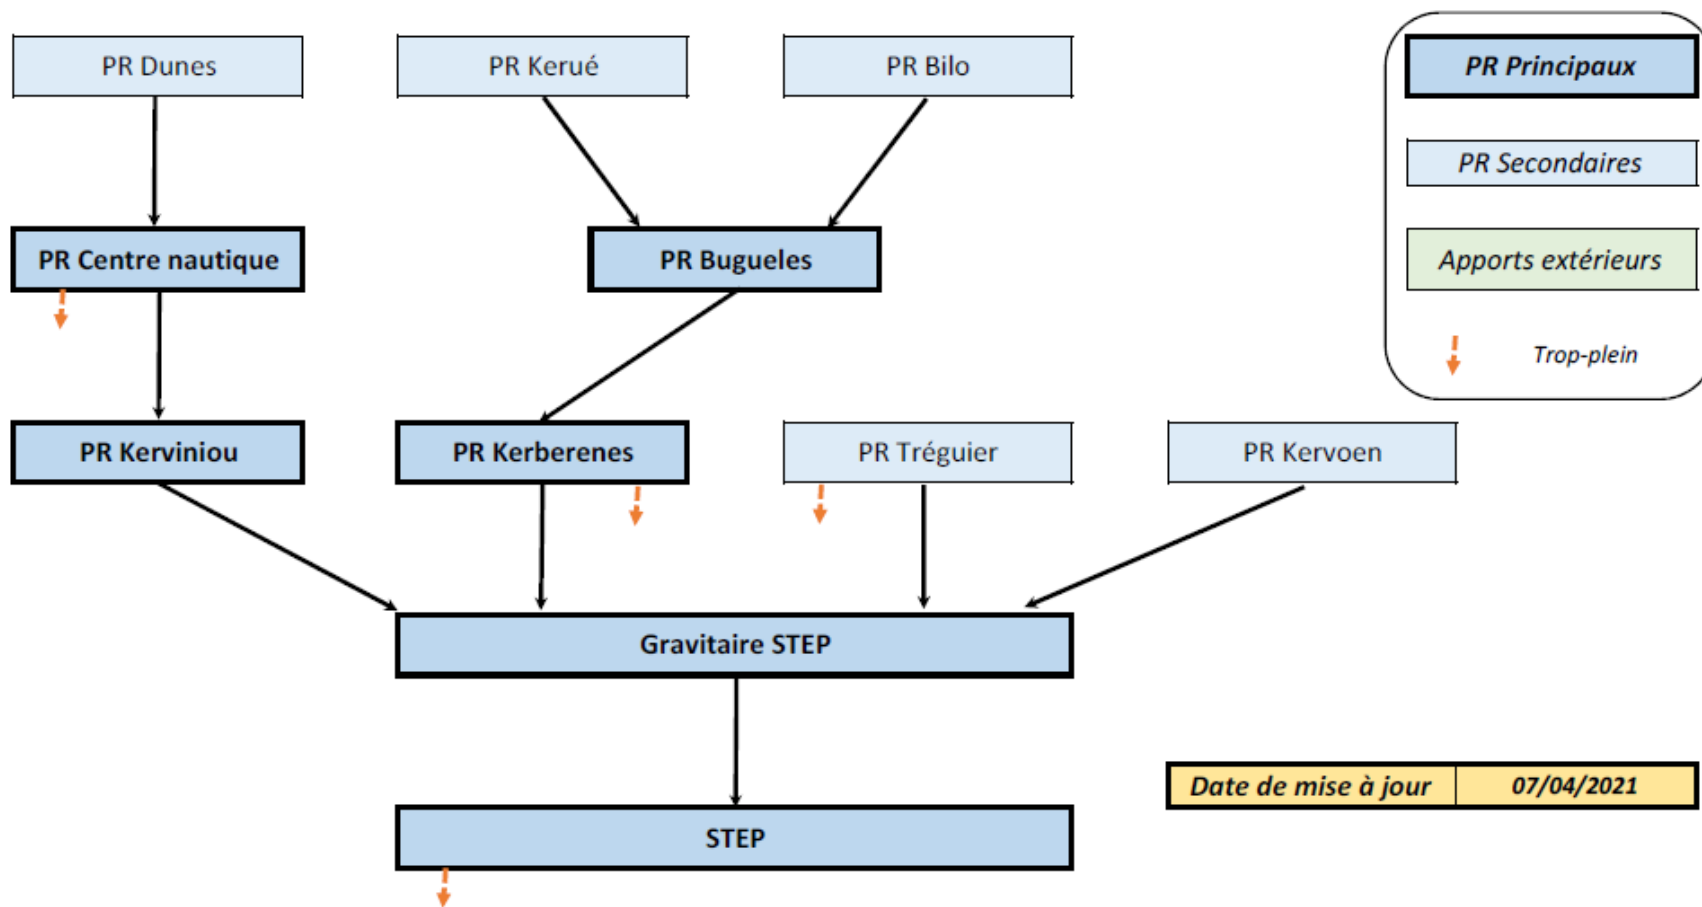 PR Dunes
PR Kerué
PR Bilo
PR Principaux
PR Secondaires
PR Centre nautique
PR Bugueles
Apports extérieurs
Trop-plein
PR Kerviniou
PR Kerberenes
PR Tréguier
PR Kervoen
Gravitaire STEP
Date de mise à jour 07/04/2021
STEP